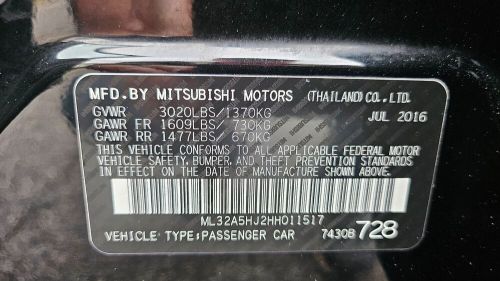 MFD.BY MITSUBISHI MOTORS (THAILAND) CO., LTD.
GVWR 3020LBS/1370KG JUL 2016
GAWR FR 1609LBS/ 730KG
GAWR RR 1477LBS/ 670KG
THIS VEHICLE CONFORMS TO ALL APPLICABLE FEDERAL MOTOR
VEHICLE SAFETY, BUMPER, AND THEFT PREVENTION STANDARDS
IN EFFECT ON THE DATE OF MANUFACTURE SHOWN ABOVE.
ML32A5HJ2HH011517
VEHICLE TYPE:PASSENGER CAR 7430B 728